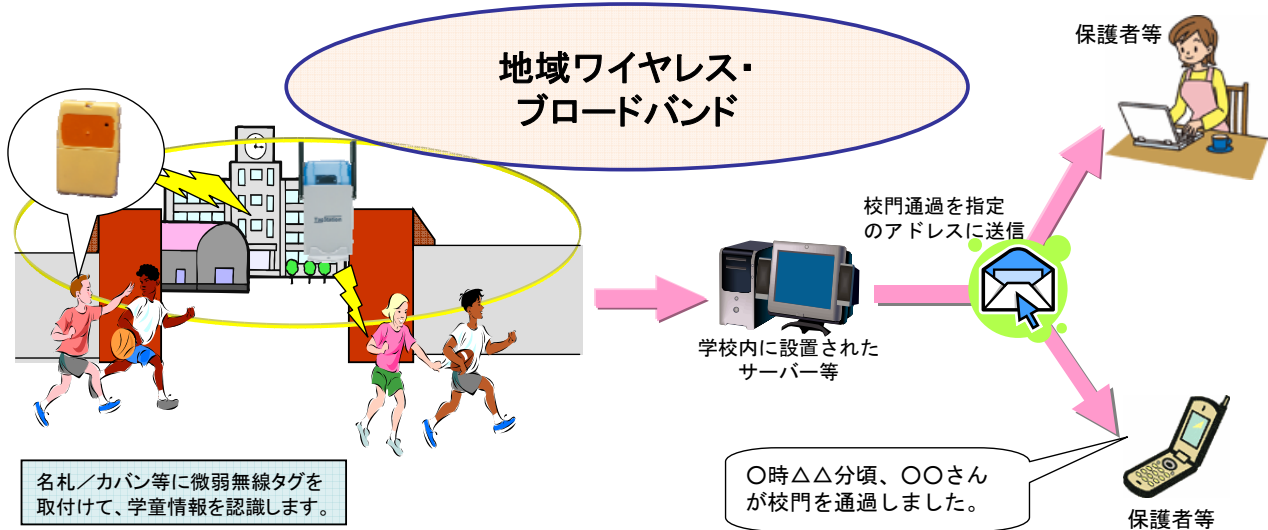 地域ワイヤレス・
ブロードバンド
保護者等
校門通過を指定
のアドレスに送信
学校内に設置された
サーバー等
名札／カバン等に微弱無線タグを
取付けて、学童情報を認識します。
〇時△△分頃、〇〇さん
が校門を通過しました。
保護者等